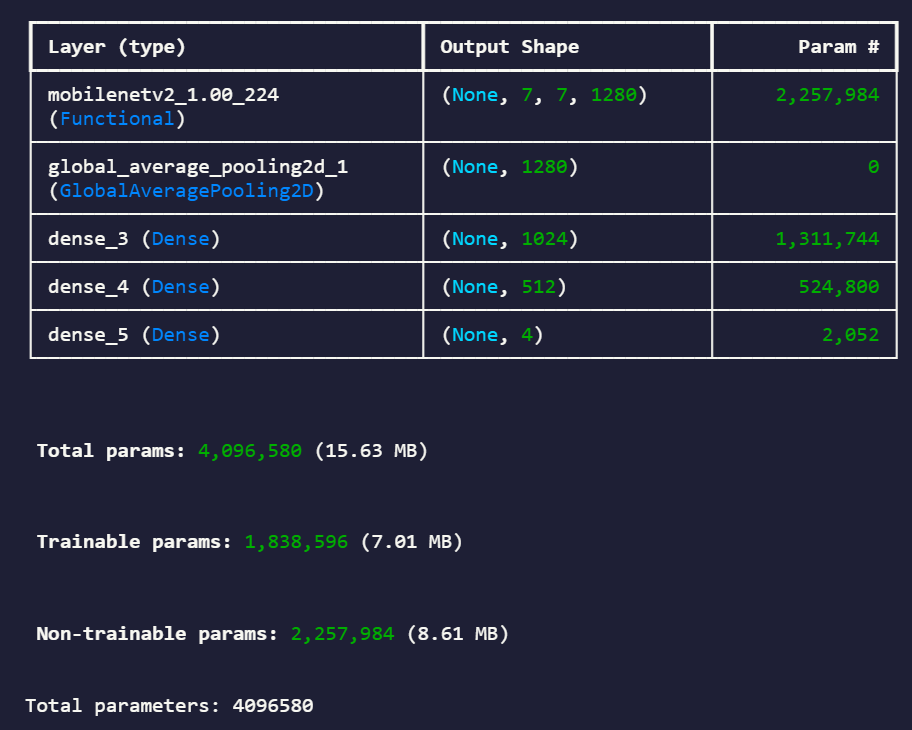 Layer (type) Output Shape Param #
mobilenetv2_1.00_224 (None, 7, 7, 1280) 2,257,984
(Functional)
global_average_pooling2d_1 (None, 1280) 0
(GlobalAveragePooling2D)
dense_3 (Dense) (None, 1024) 1,311,744
dense_4 (Dense) (None, 512) 524,800
dense_5 (Dense) (None, 4) 2,052
Total params: 4,096,580 (15.63 MB)
Trainable params: 1,838,596 (7.01 MB)
Non-trainable params: 2,257,984 (8.61 MB)
Total parameters: 4096580